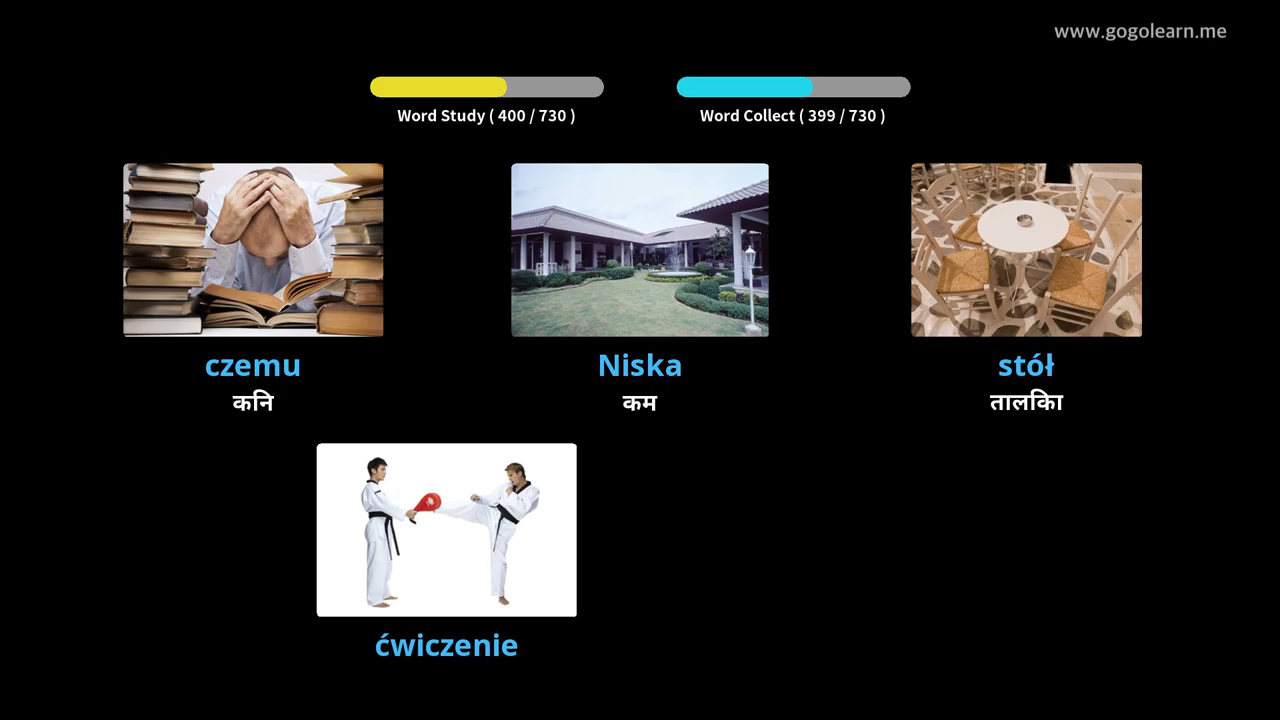 www.gogolearn.me
Word Study ( 400 / 730 )
Word Collect ( 399 / 730 )
czemu
Niska
stół
कनि
कम
तालकिा
ćwiczenie